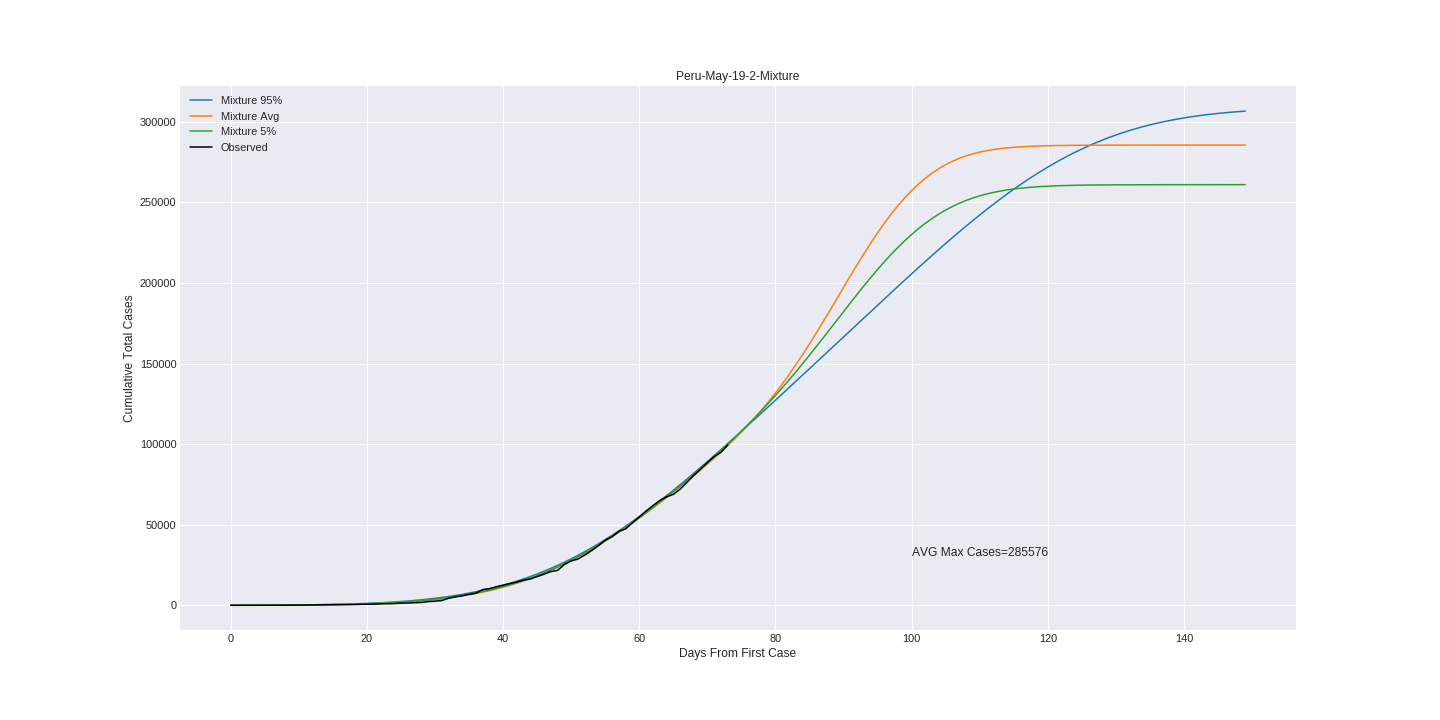 Peru-May-19-2-Mixture
Mixture 95%
Mixture Avg
Mixture 5%
Observed
Cumulative Total Cases
300000
250000
200000
150000
100000
50000
0
AVG Max Cases=285576
0 20 40 60 80 100 120 140
Days From First Case